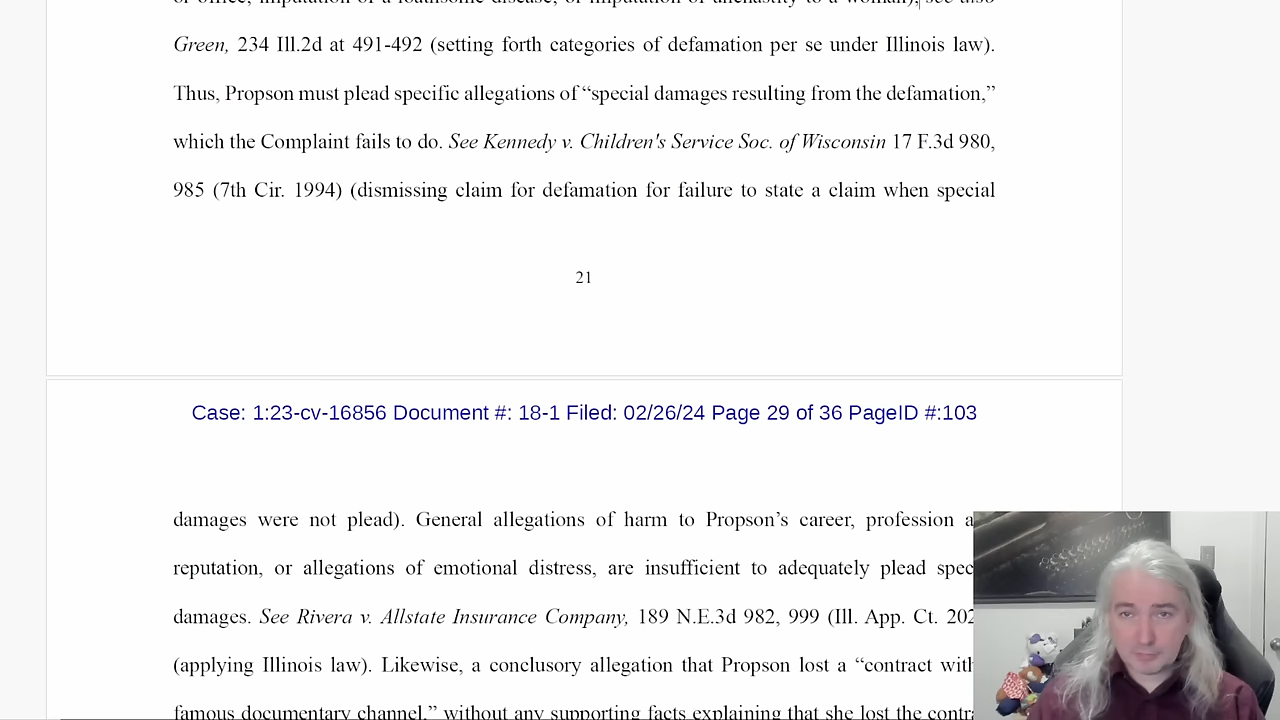 Green, 234 Ill.2d at 491-492 (setting forth categories of defamation per se under Illinois law).
Thus, Propson must plead specific allegations of “special damages resulting from the defamation,”
which the Complaint fails to do. See Kennedy v. Children's Service Soc. of Wisconsin 17 F.3d 980,
985 (7th Cir. 1994) (dismissing claim for defamation for failure to state a claim when special
21
Case: 1:23-cv-16856 Document #: 18-1 Filed: 02/26/24 Page 29 of 36 PageID #:103
damages were not plead). General allegations of harm to Propson’s career, profession
reputation, or allegations of emotional distress, are insufficient to adequately plead
damages. See Rivera v. Allstate Insurance Company, 189 N.E.3d 982, 999 (Ill. App. Ct.
(applying Illinois law). Likewise, a conclusory allegation that Propson lost a “contract with
famous documentary channel,” without any supporting facts explaining that she lost the